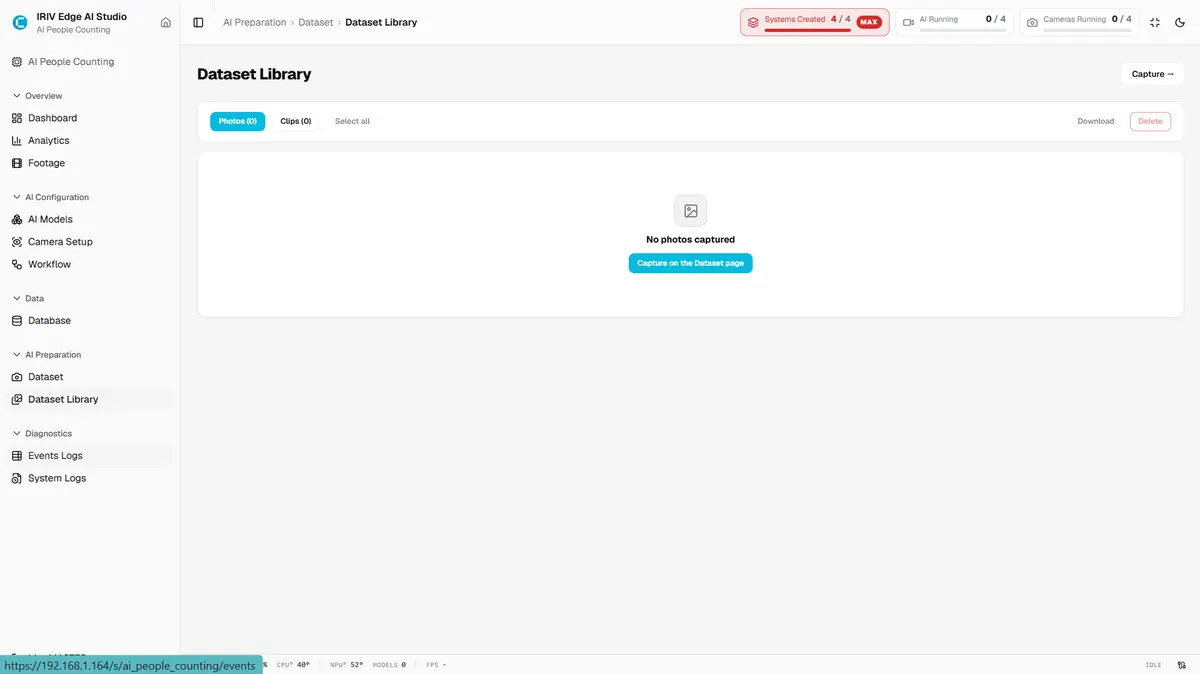 IRIV Edge AI Studio
AI People Counting
AI People Counting
Overview
Dashboard
Analytics
Footage
AI Configuration
AI Models
Camera Setup
Workflow
Data
Database
AI Preparation
Dataset
Dataset Library
Diagnostics
Events Logs
System Logs
AI Preparation › Dataset › Dataset Library
Systems Created 4 / 4 MAX
AI Running 0 / 4
Cameras Running 0 / 4
Dataset Library
Capture →
Photos (0) Clips (0) Select all Download Delete
No photos captured
Capture on the Dataset page
https://192.168.1.164/s/ai_people_counting/events
% CPU° 40° NPU° 52° MODELS 0 FPS - IDLE